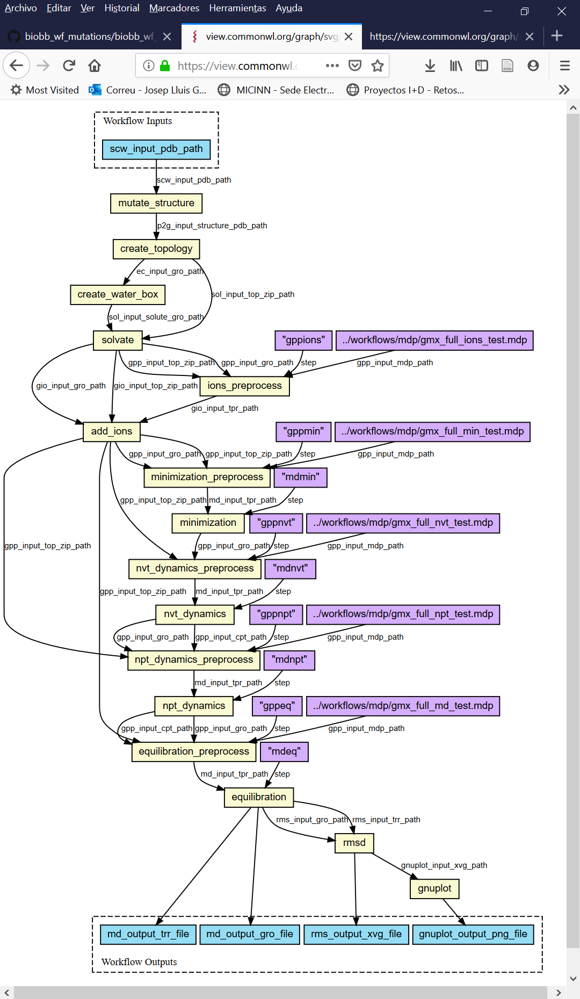 Archivo Editar Ver Historial Marcadores Herramientas Ayuda
biobb_wf_mutations/biobb_wf_ view.commonwl.org/graph/svg/ https://view.commonwl.org/graph/
https://view.commonwl.
Most Visited Correu - Josep Lluis G... MICINN - Sede Electr... Proyectos I+D - Retos...
Workflow Inputs
scw_input_pdb_path
scw_input_pdb_path
mutate_structure
p2g_input_structure_pdb_path
create_topology
ec_input_gro_path
create_water_box sol_input_top_zip_path
sol_input_solute_gro_path
solvate "gppions" ../workflows/mdp/gmx_full_ions_test.mdp
gpp_input_top_zip_path gpp_input_gro_path step gpp_input_mdp_path
gio_input_gro_path gio_input_top_zip_path ions_preprocess
gio_input_tpr_path
add_ions "gppmin" ../workflows/mdp/gmx_full_min_test.mdp
gpp_input_gro_path gpp_input_top_zip_path step gpp_input_mdp_path
minimization_preprocess "mdmin"
gpp_input_top_zip_path md_input_tpr_path step
minimization "gppnvt" ../workflows/mdp/gmx_full_nvt_test.mdp
gpp_input_top_zip_path gpp_input_gro_path step gpp_input_mdp_path
nvt_dynamics_preprocess "mdnvt"
gpp_input_top_zip_path md_input_tpr_path step
nvt_dynamics "gppnpt" ../workflows/mdp/gmx_full_npt_test.mdp
gpp_input_gro_path gpp_input_cpt_path step gpp_input_mdp_path
npt_dynamics_preprocess "mdnpt"
md_input_tpr_path step
npt_dynamics "gppeq" ../workflows/mdp/gmx_full_md_test.mdp
gpp_input_cpt_path gpp_input_gro_path step gpp_input_mdp_path
equilibration_preprocess "mdeq"
md_input_tpr_path step
equilibration
rms_input_gro_path rms_input_trr_path
rmsd
gnuplot_input_xvg_path
gnuplot
md_output_trr_file md_output_gro_file rms_output_xvg_file gnuplot_output_png_file
Workflow Outputs